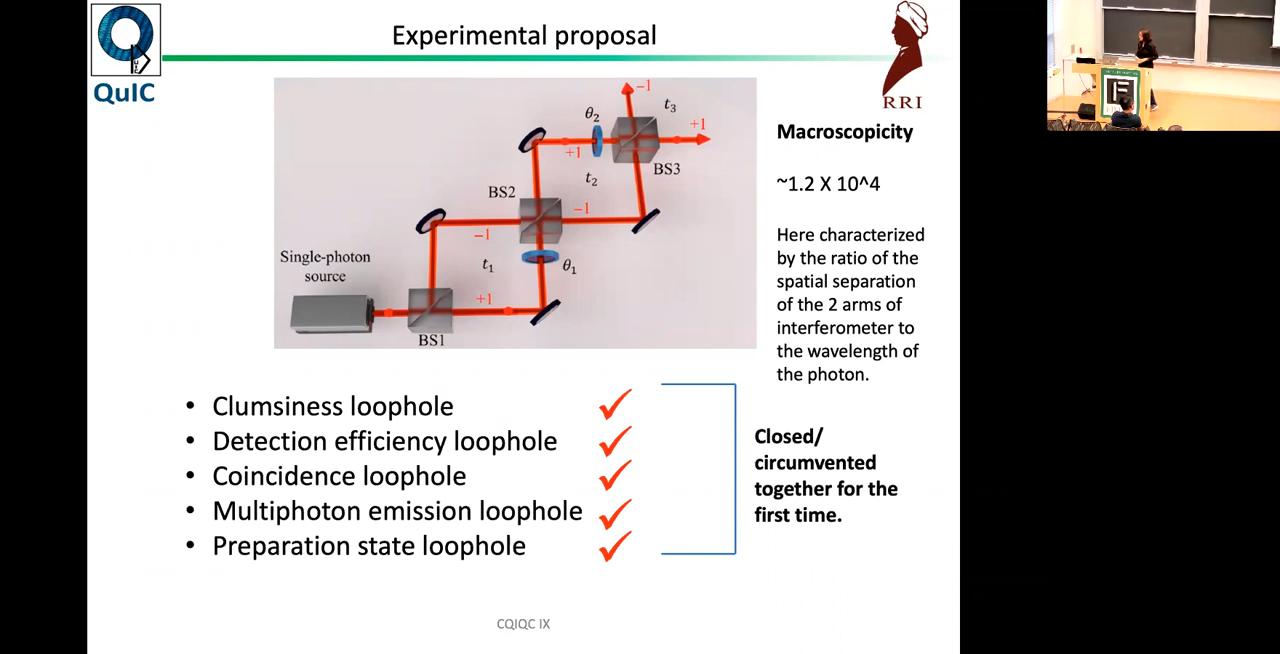 Experimental proposal
QuIC
RRI
Single-photon
source
BS1
BS2
BS3
+1
-1
t1
θ1
-1
+1
t2
θ2
-1
t3
+1
Macroscopicity
~1.2 X 10^4
Here characterized
by the ratio of the
spatial separation
of the 2 arms of
interferometer to
the wavelength of
the photon.
• Clumsiness loophole
• Detection efficiency loophole
• Coincidence loophole
• Multiphoton emission loophole
• Preparation state loophole
Closed/
circumvented
together for the
first time.
CQIQC IX